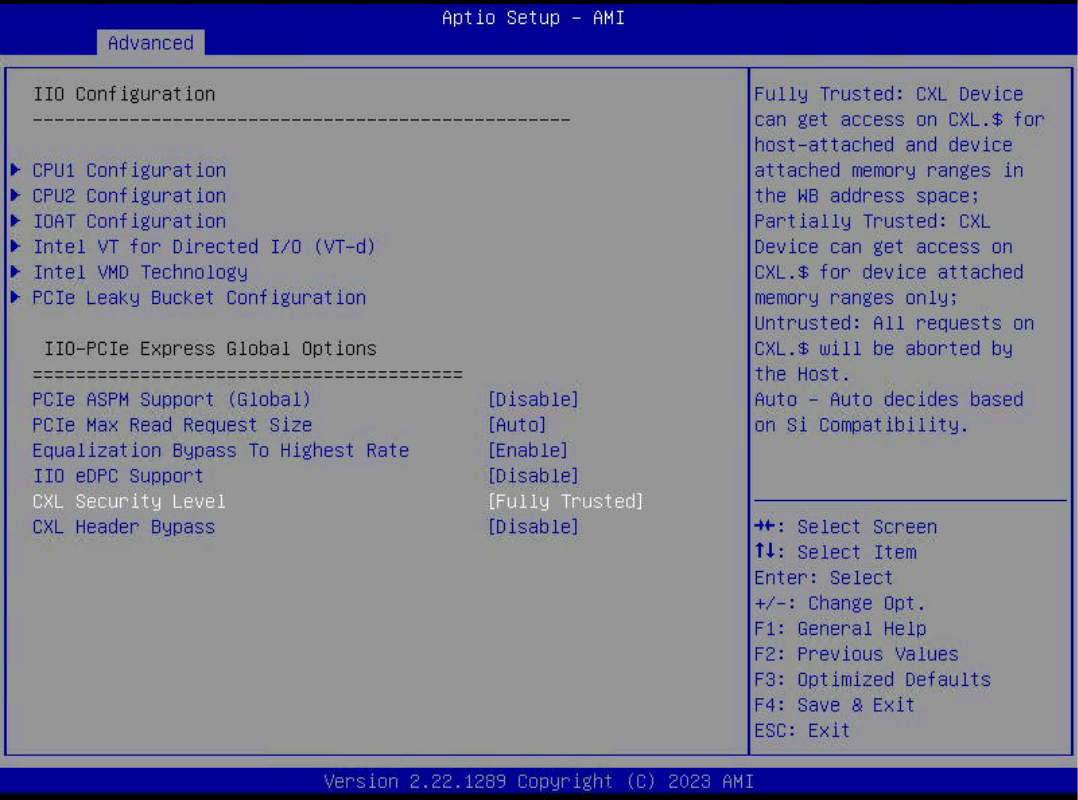 Aptio Setup - AMI
Advanced
IIO Configuration
--------------------------------------------------
CPU1 Configuration
CPU2 Configuration
IOAT Configuration
Intel VT for Directed I/O (VT-d)
Intel VMD Technology
PCIe Leaky Bucket Configuration
IIO-PCIe Express Global Options
========================================
PCIe ASPM Support (Global) [Disable]
PCIe Max Read Request Size [Auto]
Equalization Bypass To Highest Rate [Enable]
IIO eDPC Support [Disable]
CXL Security Level [Fully Trusted]
CXL Header Bypass [Disable]
Fully Trusted: CXL Device
can get access on CXL.$ for
host-attached and device
attached memory ranges in
the WB address space;
Partially Trusted: CXL
Device can get access on
CXL.$ for device attached
memory ranges only;
Untrusted: All requests on
CXL.$ will be aborted by
the Host.
Auto - Auto decides based
on Si Compatibility.
→←: Select Screen
↑↓: Select Item
Enter: Select
+/-: Change Opt.
F1: General Help
F2: Previous Values
F3: Optimized Defaults
F4: Save & Exit
ESC: Exit
Version 2.22.1289 Copyright (C) 2023 AMI